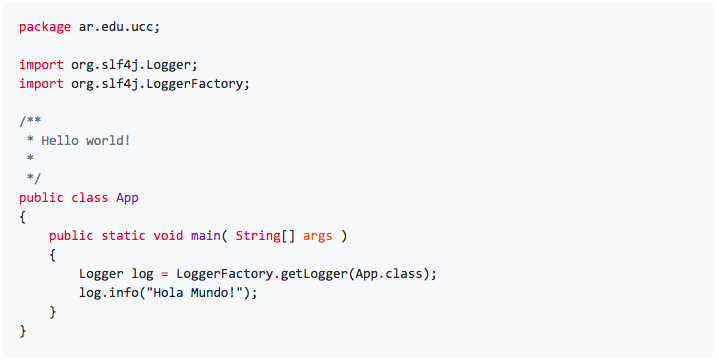 package ar.edu.ucc;

import org.slf4j.Logger;
import org.slf4j.LoggerFactory;

/**
 * Hello world!
 *
 */
public class App
{
    public static void main( String[] args )
    {
        Logger log = LoggerFactory.getLogger(App.class);
        log.info("Hola Mundo!");
    }
}